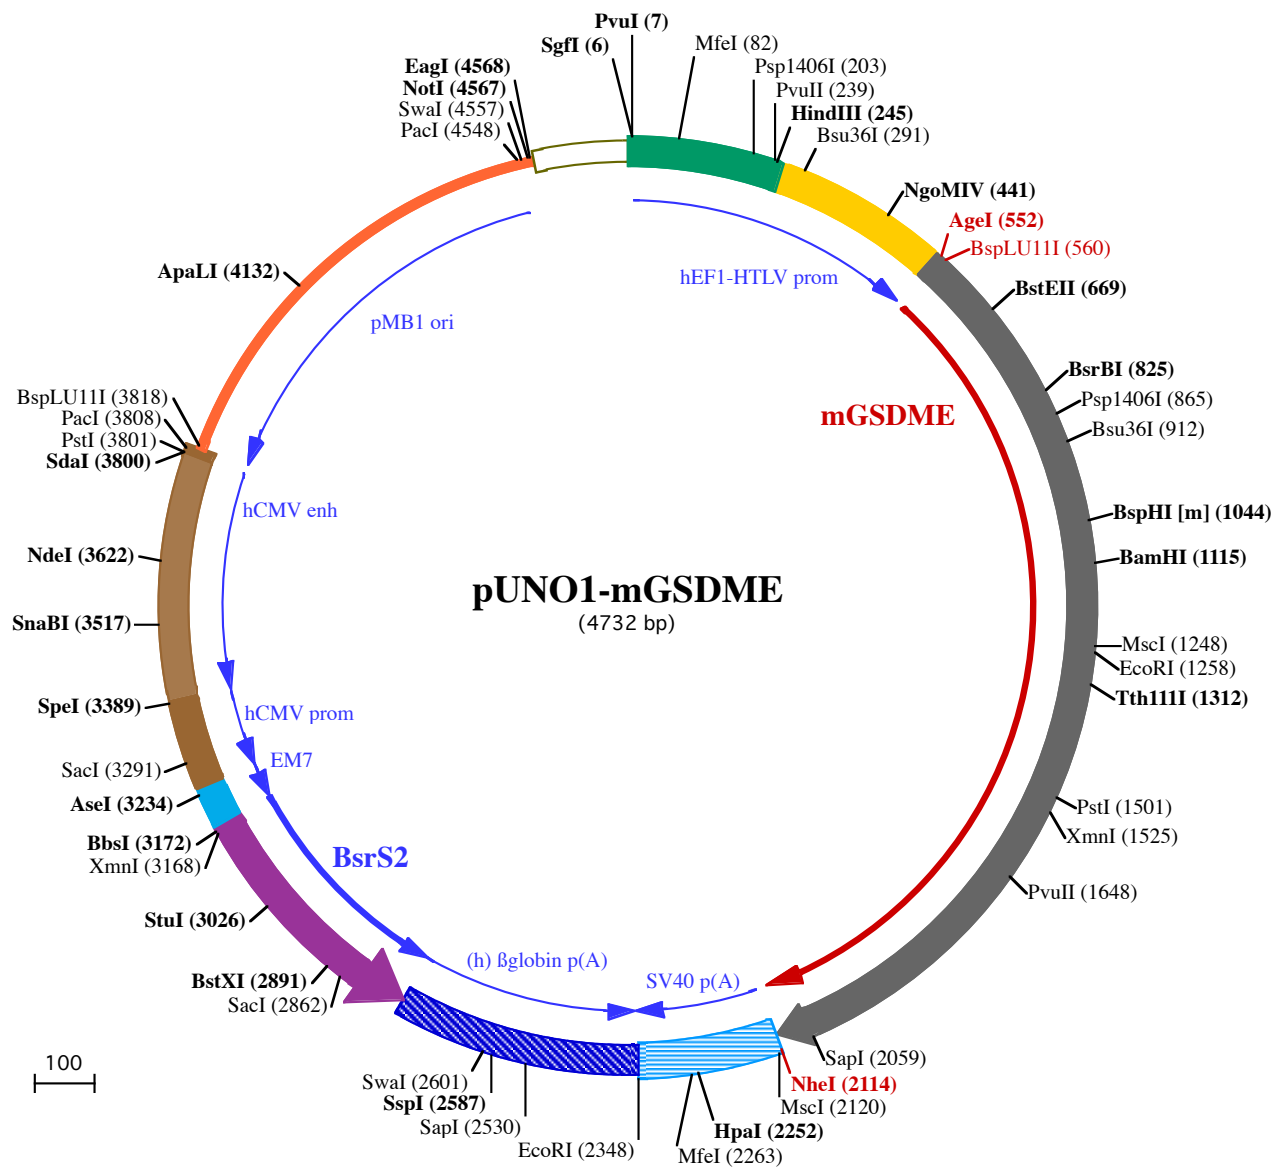 PvuI (7)
SgfI (6)
MfeI (82)
EagI (4568)
Psp1406I (203)
NotI (4567)
PvuII (239)
SwaI (4557)
HindIII (245)
PacI (4548)
Bsu36I (291)
NgoMIV (441)
AgeI (552)
BspLU11I (560)
ApaLI (4132)
hEF1-HTLV prom
BstEII (669)
pMB1 ori
BsrBI (825)
BspLU11I (3818)
Psp1406I (865)
PacI (3808)
mGSDME
Bsu36I (912)
PstI (3801)
SdaI (3800)
hCMV enh
BspHI [m] (1044)
NdeI (3622)
BamHI (1115)
pUNO1-mGSDME
(4732 bp)
SnaBI (3517)
MscI (1248)
EcoRI (1258)
SpeI (3389)
Tth111I (1312)
hCMV prom
EM7
SacI (3291)
AseI (3234)
PstI (1501)
BbsI (3172)
XmnI (1525)
XmnI (3168)
BsrS2
PvuII (1648)
StuI (3026)
(h) ßglobin p(A)
BstXI (2891)
SV40 p(A)
SacI (2862)
SapI (2059)
100
SwaI (2601)
NheI (2114)
SspI (2587)
MscI (2120)
SapI (2530)
HpaI (2252)
EcoRI (2348)
MfeI (2263)